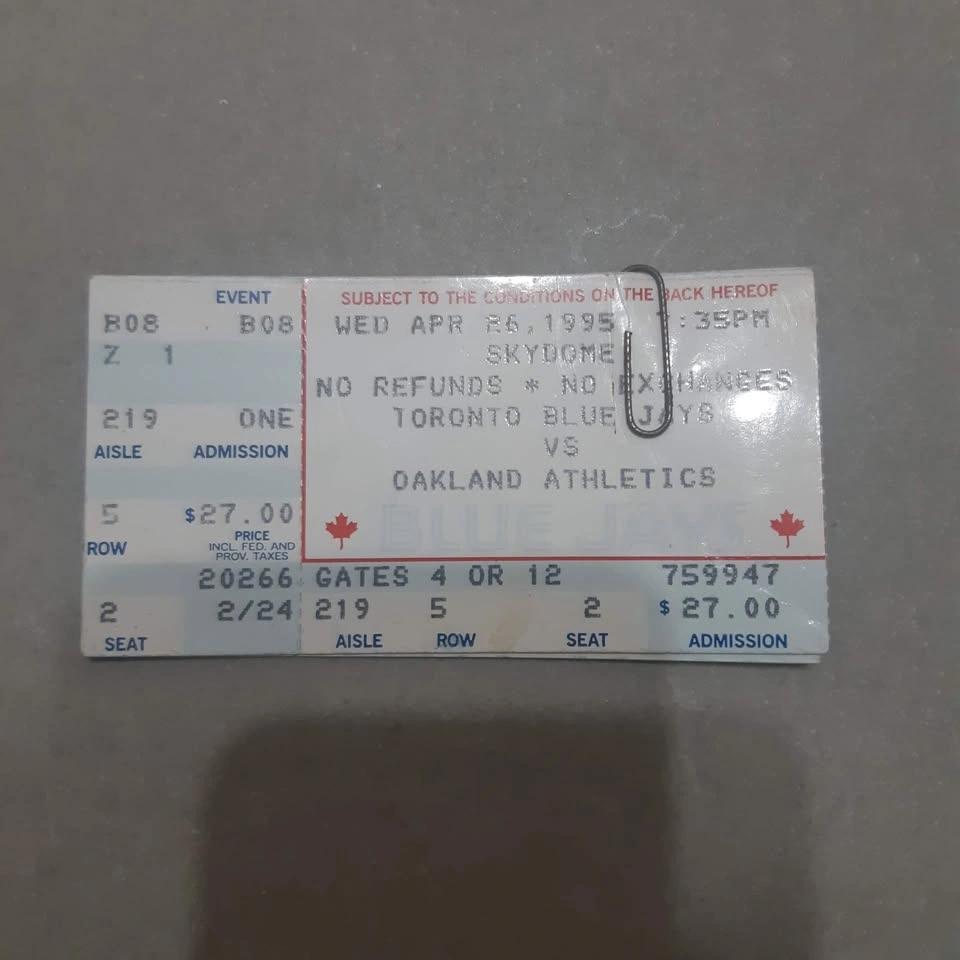 EVENT
B08 B08
Z 1
219 ONE
AISLE ADMISSION
5 $27.00
ROW PRICE
INCL. FED. AND
PROV. TAXES
20266
2 2/24
SEAT
SUBJECT TO THE CONDITIONS ON THE BACK HEREOF
WED APR 26,1995 :35PM
SKYDOME
NO REFUNDS * NO EXCHANGES
TORONTO BLUE JAYS
VS
OAKLAND ATHLETICS
BLUE JAYS
GATES 4 OR 12 759947
219 5 2 $ 27.00
AISLE ROW SEAT ADMISSION